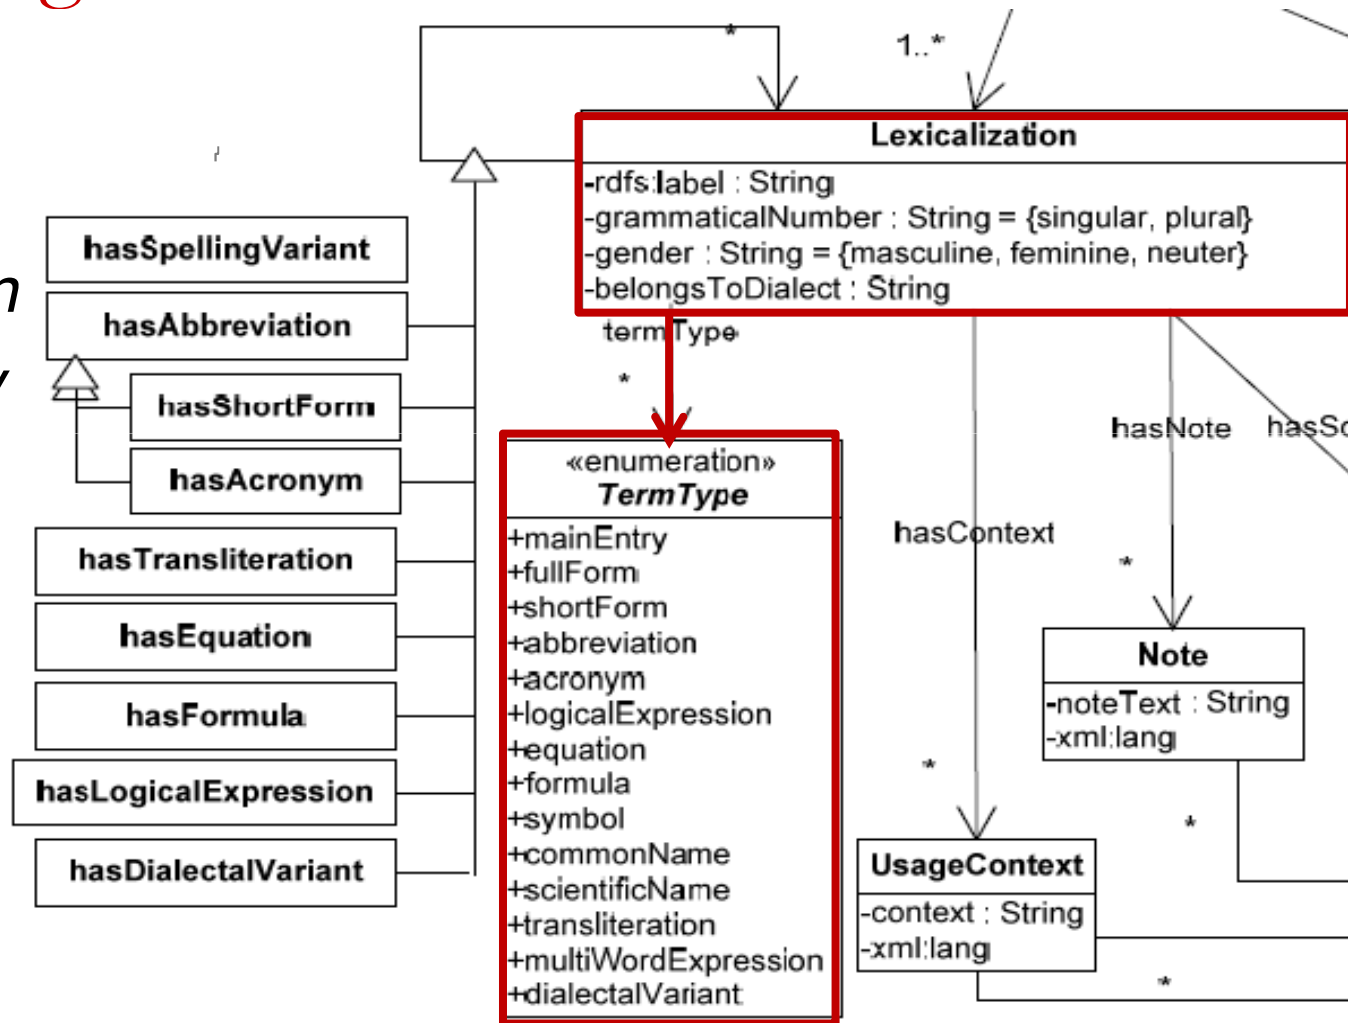 g
*
1..*
Lexicalization
-rdfs:label : String
-grammaticalNumber : String = {singular, plural}
-gender : String = {masculine, feminine, neuter}
-belongsToDialect : String
hasSpellingVariant
n
hasAbbreviation
termType
y
*
hasShortForm
hasNote
hasSo
hasAcronym
«enumeration»
TermType
+mainEntry
+fullForm
+shortForm
+abbreviation
+acronym
+logicalExpression
+equation
+formula
+symbol
+commonName
+scientificName
+transliteration
+multiWordExpression
+dialectalVariant
hasTransliteration
hasEquation
hasFormula
hasLogicalExpression
hasDialectalVariant
hasContext
*
Note
-noteText : String
-xml:lang
*
*
UsageContext
-context : String
-xml:lang
*